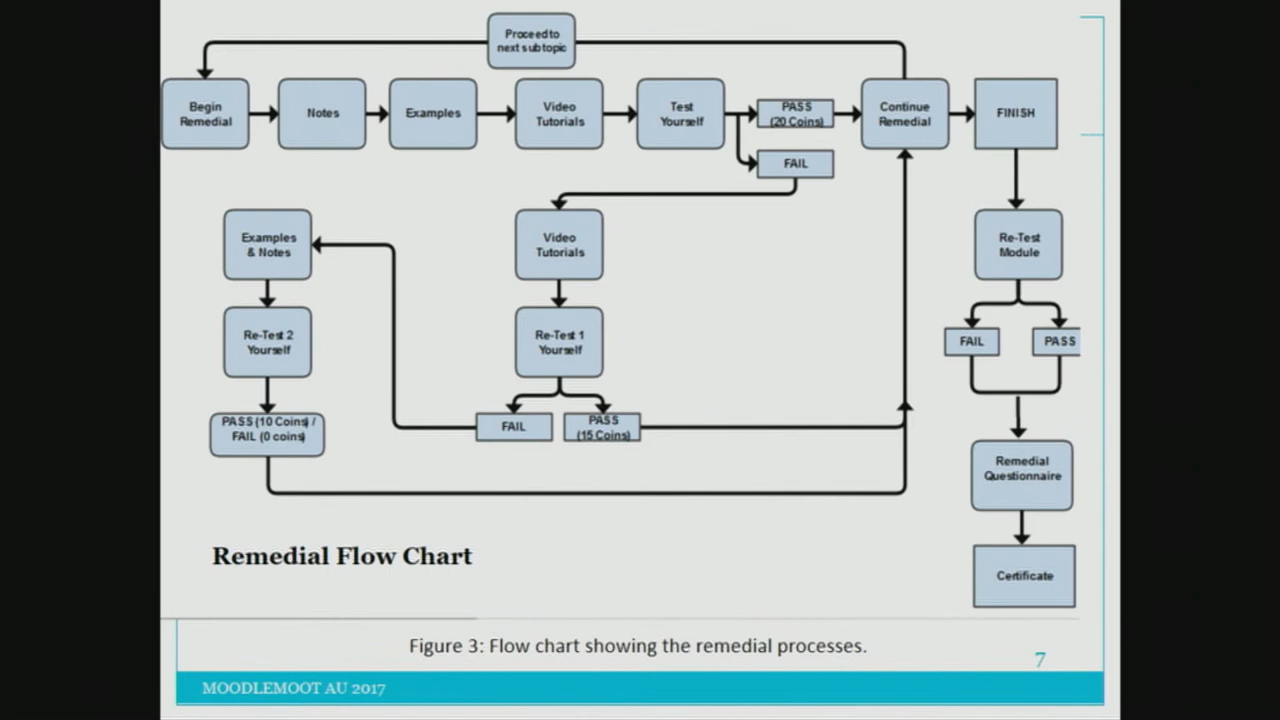 Proceed to
next subtopic
Begin
Remedial
Notes
Examples
Video
Tutorials
Test
Yourself
PASS
(20 Coins)
Continue
Remedial
FINISH
FAIL
Examples
& Notes
Video
Tutorials
Re-Test
Module
Re-Test 2
Yourself
Re-Test 1
Yourself
FAIL
PASS
PASS (10 Coins) /
FAIL (0 coins)
FAIL
PASS
(15 Coins)
Remedial
Questionnaire
Remedial Flow Chart
Certificate
Figure 3: Flow chart showing the remedial processes.
7
MOODLEMOOT AU 2017